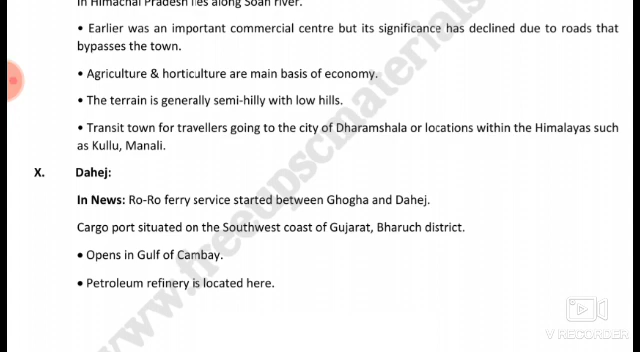 in Himachal Pradesh lies along Soan river.
• Earlier was an important commercial centre but its significance has declined due to roads that
bypasses the town.
• Agriculture & horticulture are main basis of economy.
• The terrain is generally semi-hilly with low hills.
• Transit town for travellers going to the city of Dharamshala or locations within the Himalayas such
as Kullu, Manali.
X. Dahej:
In News: Ro-Ro ferry service started between Ghogha and Dahej.
Cargo port situated on the Southwest coast of Gujarat, Bharuch district.
• Opens in Gulf of Cambay.
• Petroleum refinery is located here.
www.freeupscmaterials
V RECORDER